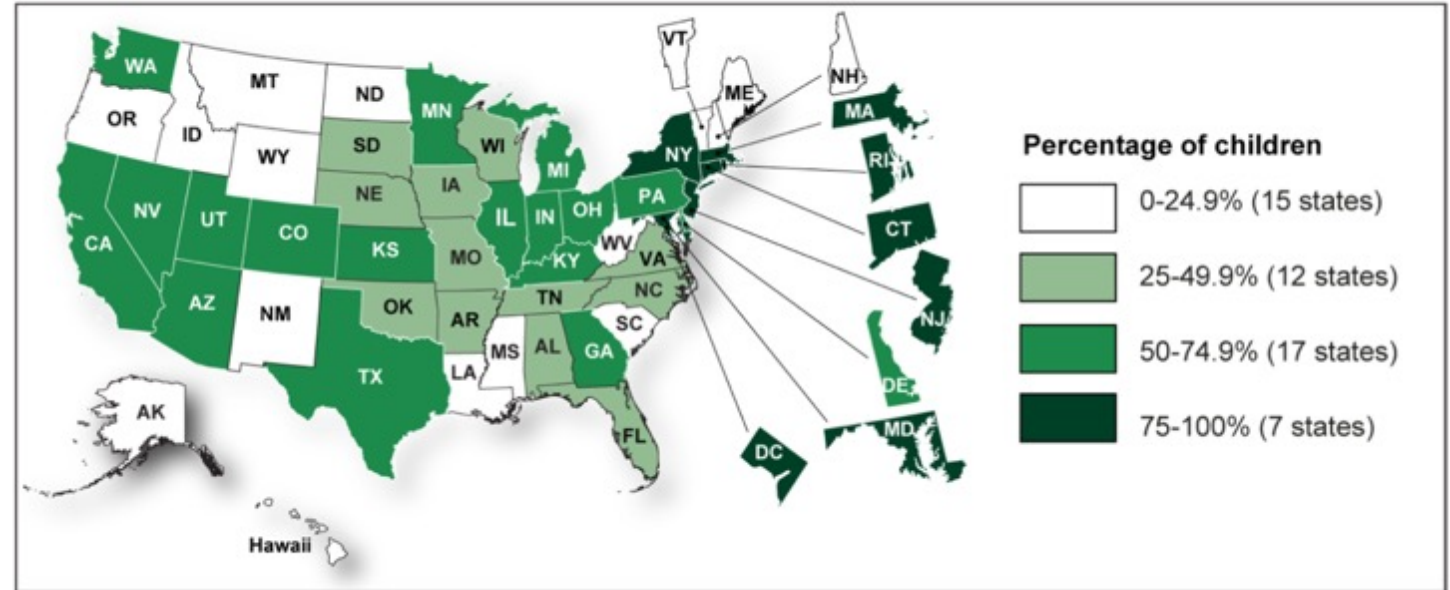 VT
NH
WA
MT
ND
ME
MN
MA
OR
ID
SD
WI
NY
RI
WY
MI
NE
IA
PA
CT
NV
UT
IL
IN
OH
CA
CO
KS
MO
WV
VA
KY
NJ
AZ
NM
OK
AR
TN
NC
SC
MS
AL
GA
DE
TX
LA
AK
FL
MD
DC
Hawaii
Percentage of children
0-24.9% (15 states)
25-49.9% (12 states)
50-74.9% (17 states)
75-100% (7 states)